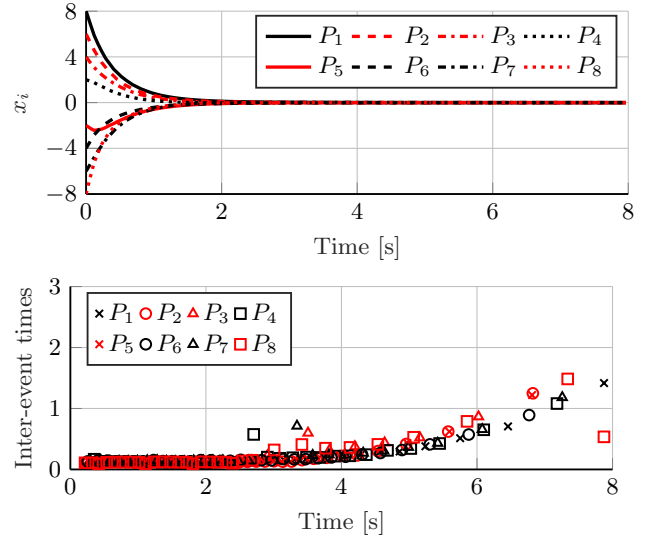 8
4
0
−4
−8
x_i
P_1 P_2 P_3 P_4
P_5 P_6 P_7 P_8
0 2 4 6 8
Time [s]
3
2
1
0
Inter-event times
P_1 P_2 P_3 P_4
P_5 P_6 P_7 P_8
0 2 4 6 8
Time [s]